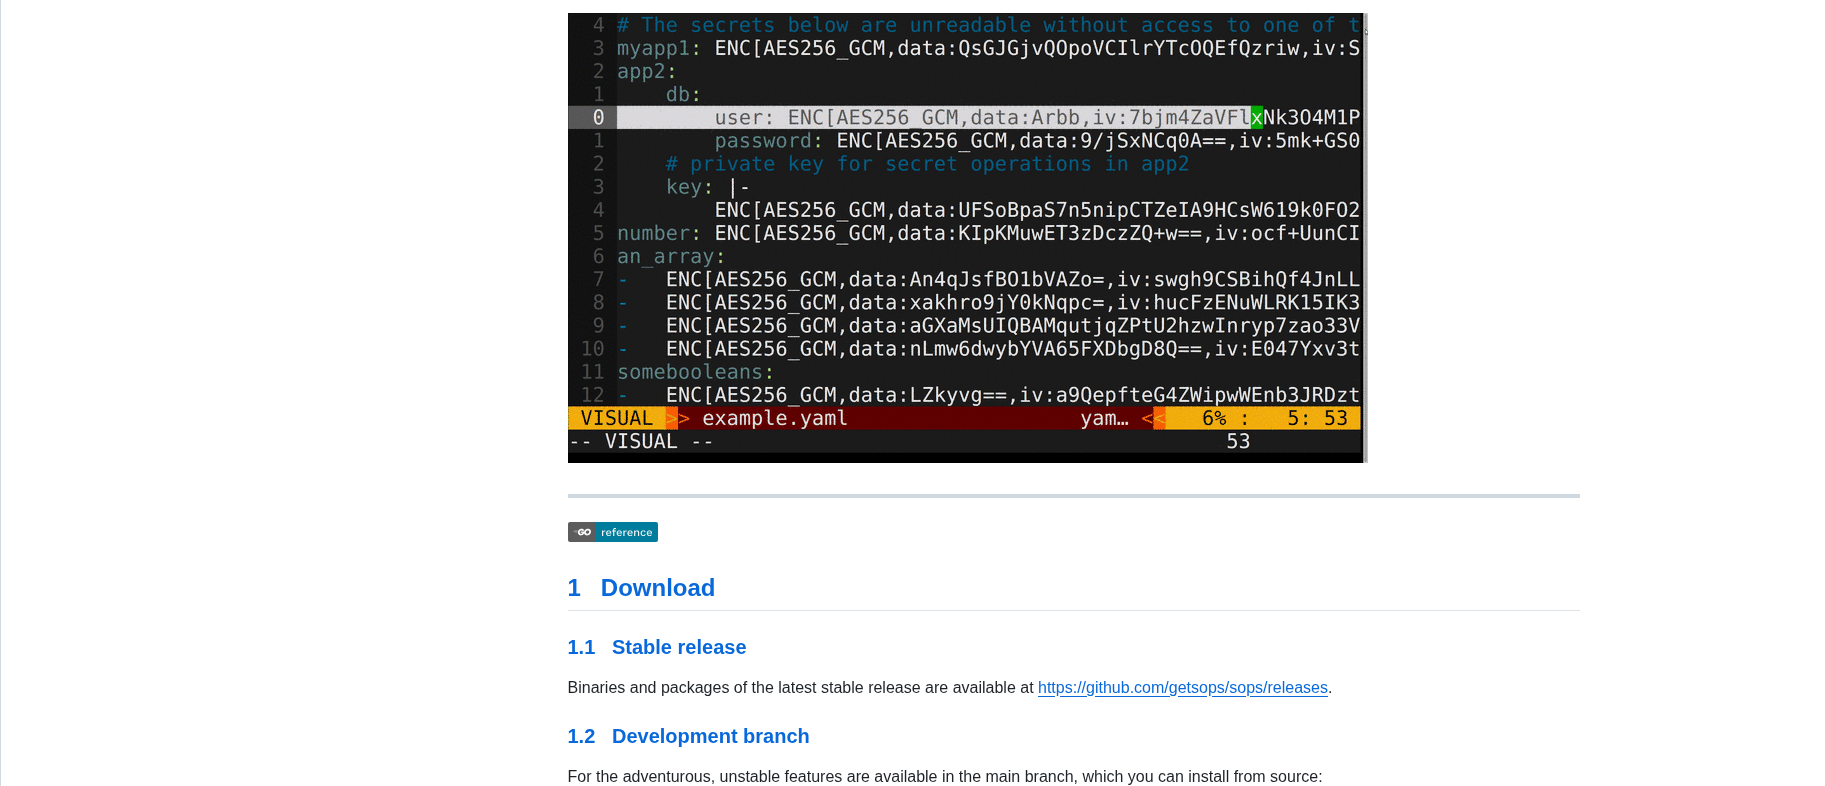 4 # The secrets below are unreadable without access to one of t
3 myapp1: ENC[AES256_GCM,data:QsGJGjvQOpoVCIlrYTcOQEfQzriw,iv:S
2 app2:
1 db:
0 user: ENC[AES256_GCM,data:Arbb,iv:7bjm4ZaVFlxNk3O4M1P
1 password: ENC[AES256_GCM,data:9/jSxNCq0A==,iv:5mk+GS0
2 # private key for secret operations in app2
3 key: |-
4 ENC[AES256_GCM,data:UFSoBpaS7n5nipCTZeIA9HCsW619k0FO2
5 number: ENC[AES256_GCM,data:KIpKMuwET3zDczZQ+w==,iv:ocf+UunCI
6 an_array:
7 - ENC[AES256_GCM,data:An4qJsfBO1bVAZo=,iv:swgh9CSBihQf4JnLL
8 - ENC[AES256_GCM,data:xakhro9jY0kNqpc=,iv:hucFzENuWLRK15IK3
9 - ENC[AES256_GCM,data:aGXaMsUIQBAMqutjqZPtU2hzwInryp7zao33V
10 - ENC[AES256_GCM,data:nLmw6dwybYVA65FXDbgD8Q==,iv:E047Yxv3t
11 somebooleans:
12 - ENC[AES256_GCM,data:LZkyvg==,iv:a9QepfteG4ZWipwWEnb3JRDzt
VISUAL >> example.yaml yam… << 6% : 5: 53
-- VISUAL -- 53
GO reference
1 Download
1.1 Stable release
Binaries and packages of the latest stable release are available at https://github.com/getsops/sops/releases.
1.2 Development branch
For the adventurous, unstable features are available in the main branch, which you can install from source: